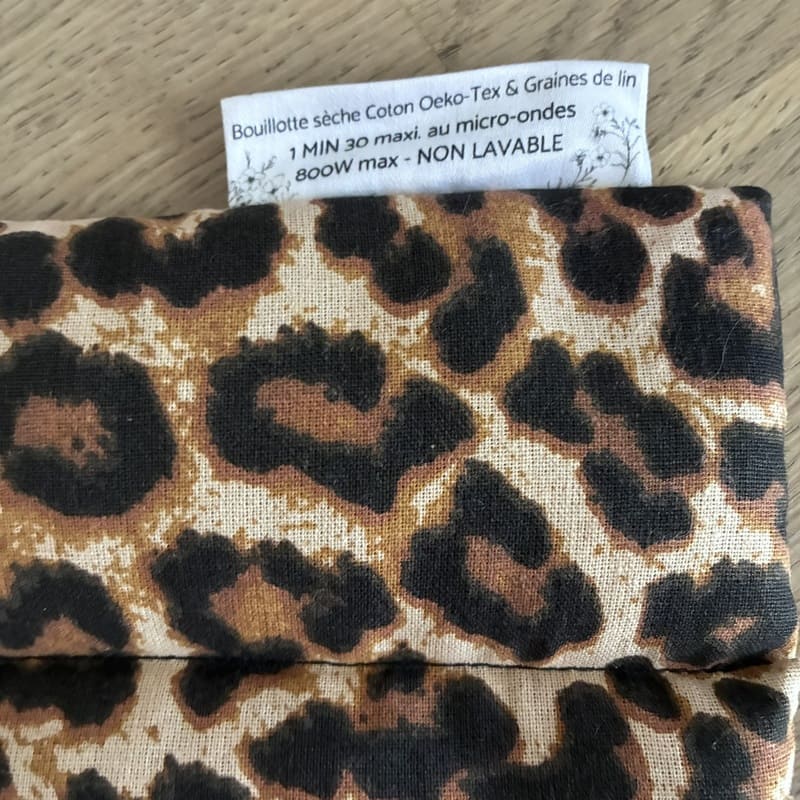 Bouillotte sèche Coton Oeko-Tex & Graines de lin
1 MIN 30 maxi. au micro-ondes
800W max - NON LAVABLE